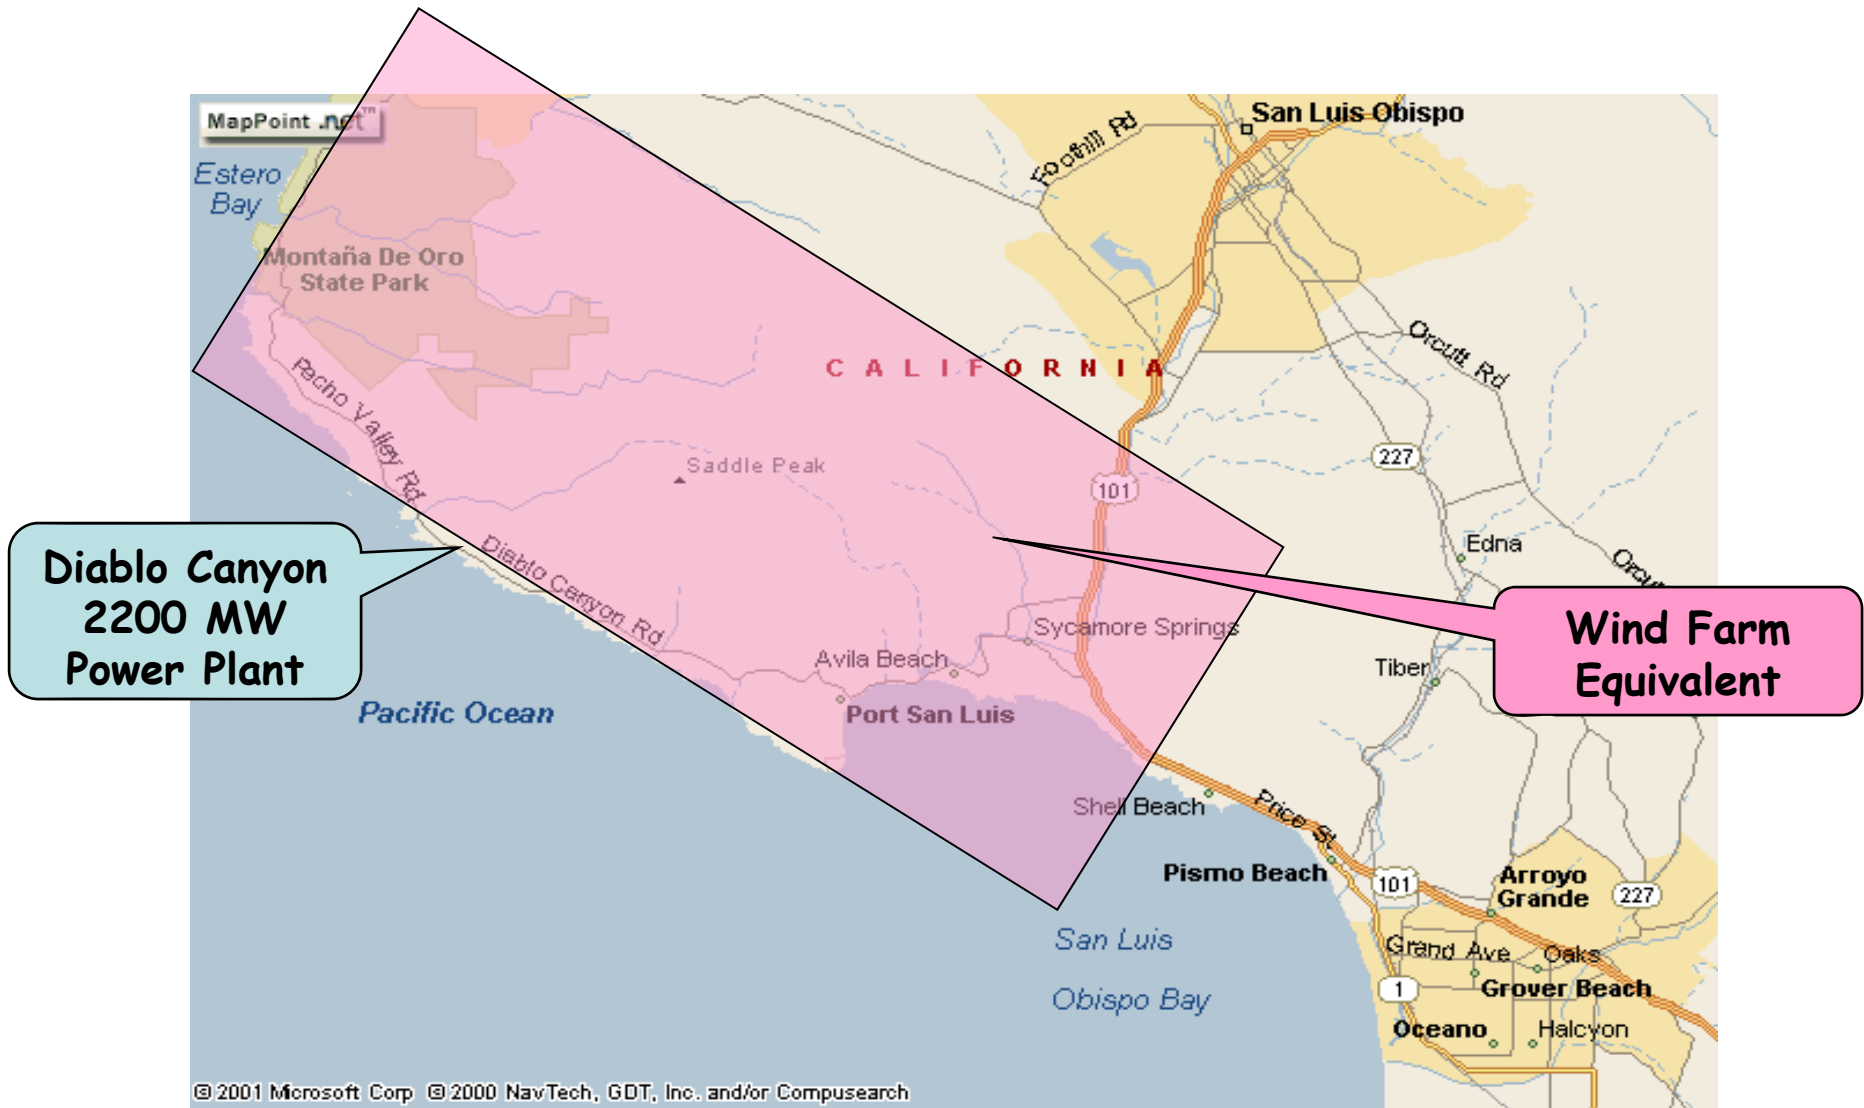 MapPoint .net™
San Luis Obispo
Foothill Rd
Estero
Bay
Montaña De Oro
State Park
CALIFORNIA
Orcutt Rd
Pecho Valley Rd
Saddle Peak
227
101
Diablo Canyon
2200 MW
Power Plant
Diablo Canyon Rd
Edna
Orcut
Wind Farm
Equivalent
Sycamore Springs
Avila Beach
Tiber
Pacific Ocean
Port San Luis
Shell Beach
Price St
Pismo Beach
101
Arroyo
Grande
227
San Luis
Obispo Bay
Grand Ave
Oaks
1
Grover Beach
Oceano
Halcyon
© 2001 Microsoft Corp © 2000 NavTech, GDT, Inc. and/or Compusearch